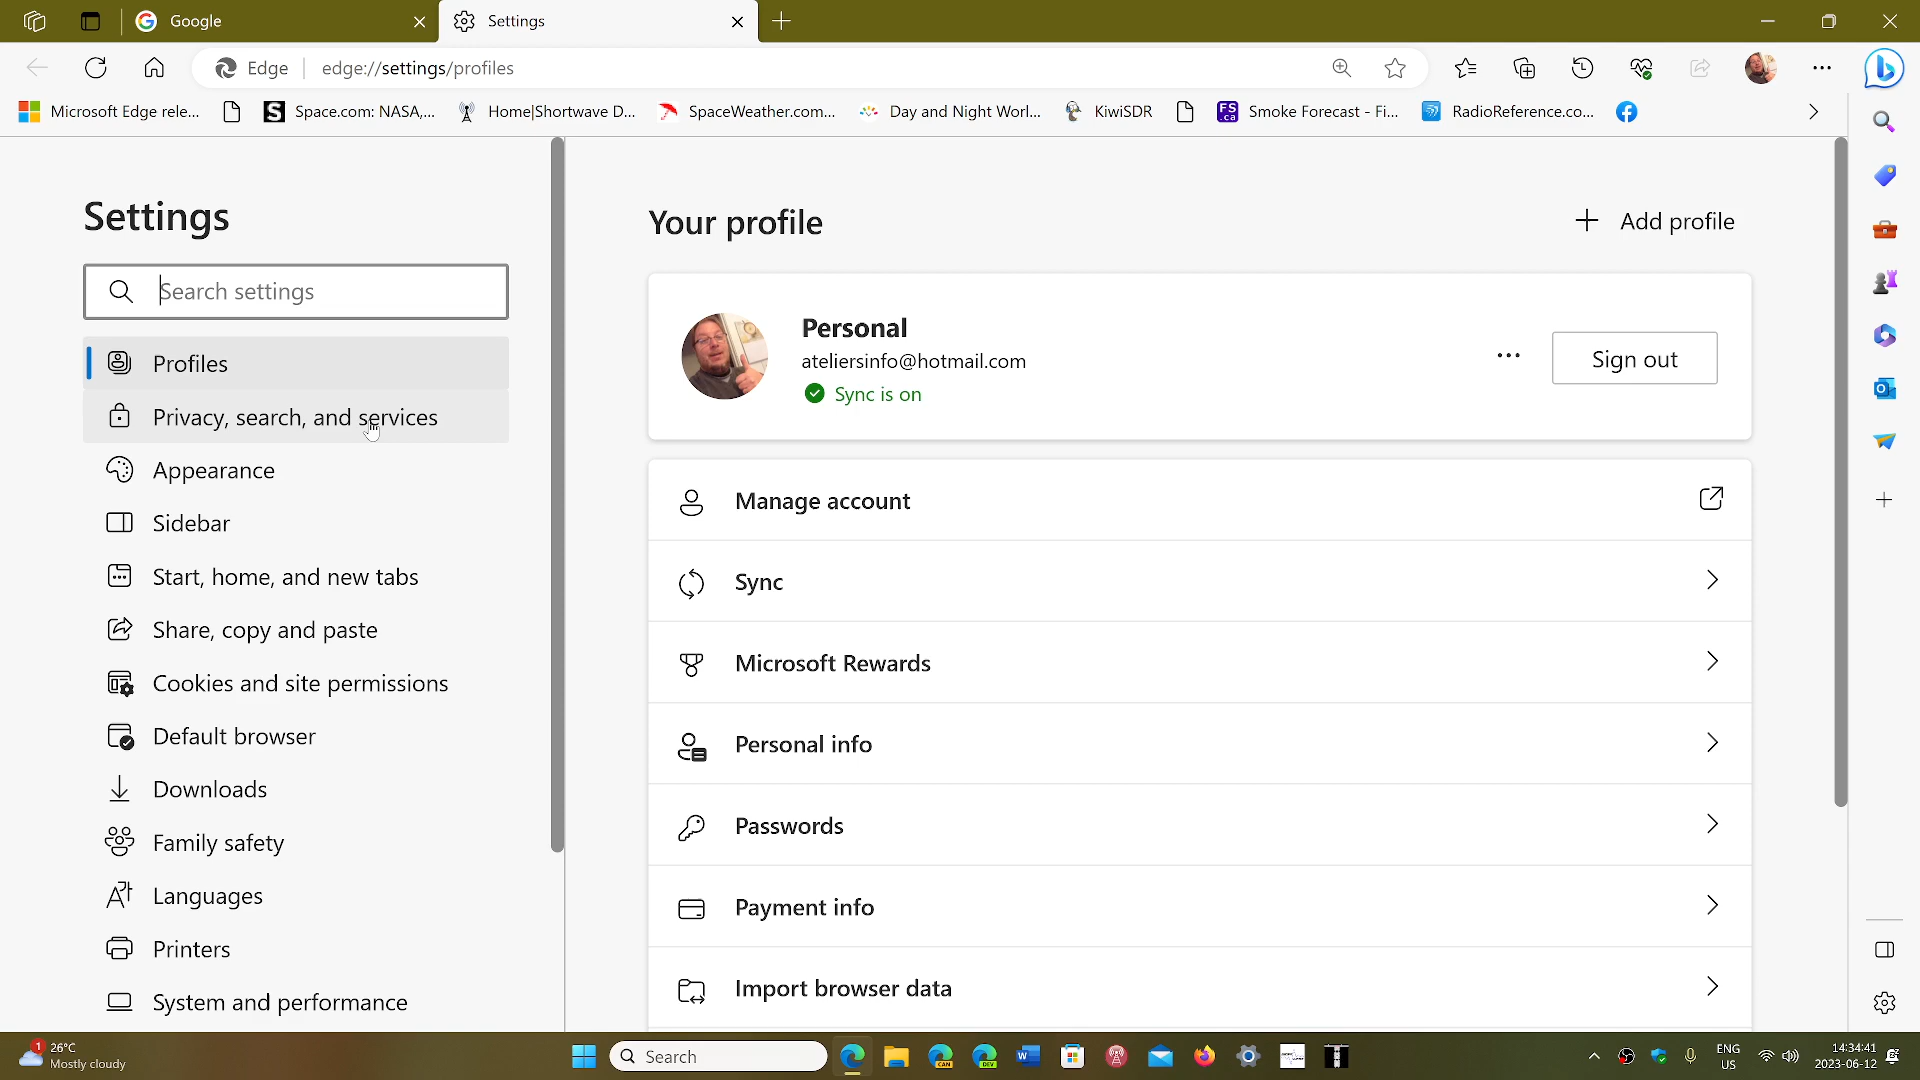 Google
Settings
Edge
edge://settings/profiles
Microsoft Edge rele...
Space.com: NASA,...
Home|Shortwave D...
SpaceWeather.com...
Day and Night Worl...
KiwiSDR
FS
.ca
Smoke Forecast - Fi...
RadioReference.co...
Settings
Search settings
Profiles
Privacy, search, and services
Appearance
Sidebar
Start, home, and new tabs
Share, copy and paste
Cookies and site permissions
Default browser
Downloads
Family safety
Languages
Printers
System and performance
Your profile
Add profile
Personal
ateliersinfo@hotmail.com
Sync is on
Sign out
Manage account
Sync
Microsoft Rewards
Personal info
Passwords
Payment info
Import browser data
1
26°C
Mostly cloudy
Search
CAN
DEV
ENG
US
14:34:41
2023-06-12